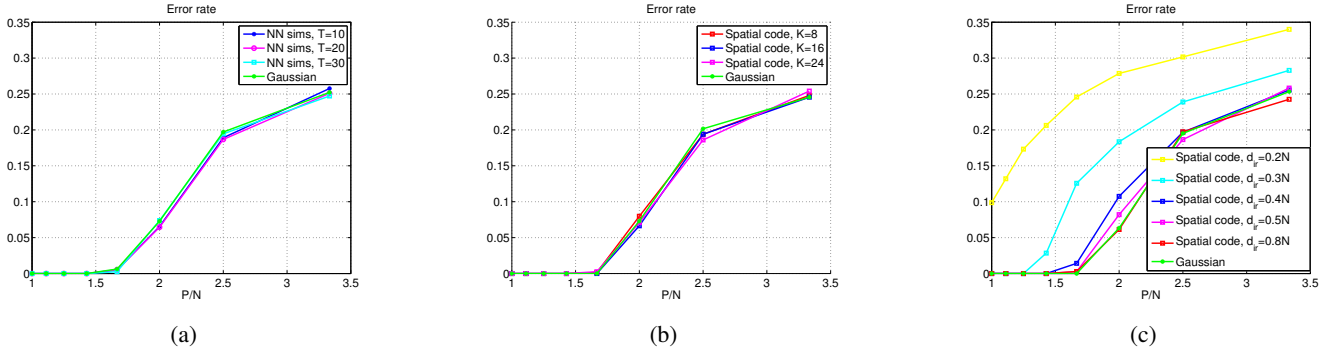 Error rate
0.35
0.3
0.25
0.2
0.15
0.1
0.05
0
1
1.5
2
2.5
3
3.5
P/N
NN sims, T=10
NN sims, T=20
NN sims, T=30
Gaussian
(a)
Error rate
0.35
0.3
0.25
0.2
0.15
0.1
0.05
0
1
1.5
2
2.5
3
3.5
P/N
Spatial code, K=8
Spatial code, K=16
Spatial code, K=24
Gaussian
(b)
Error rate
0.35
0.3
0.25
0.2
0.15
0.1
0.05
0
1
1.5
2
2.5
3
3.5
P/N
Spatial code, d_ir=0.2N
Spatial code, d_ir=0.3N
Spatial code, d_ir=0.4N
Spatial code, d_ir=0.5N
Spatial code, d_ir=0.8N
Gaussian
(c)